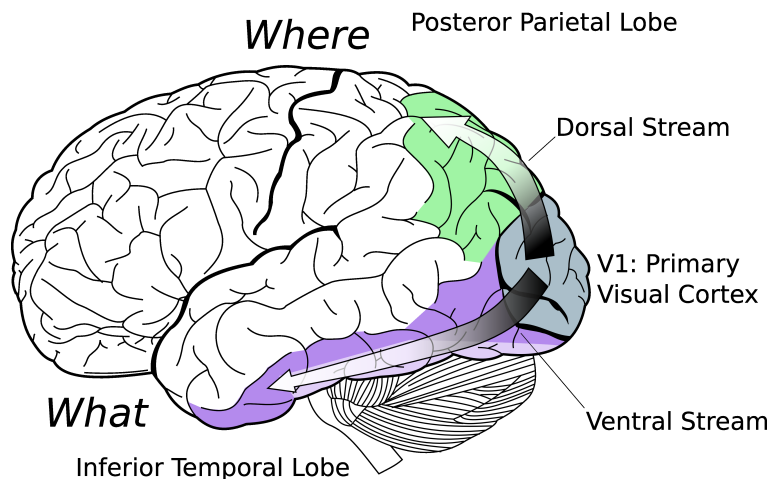 Where
Posteror Parietal Lobe
Dorsal Stream
V1: Primary
Visual Cortex
What
Ventral Stream
Inferior Temporal Lobe